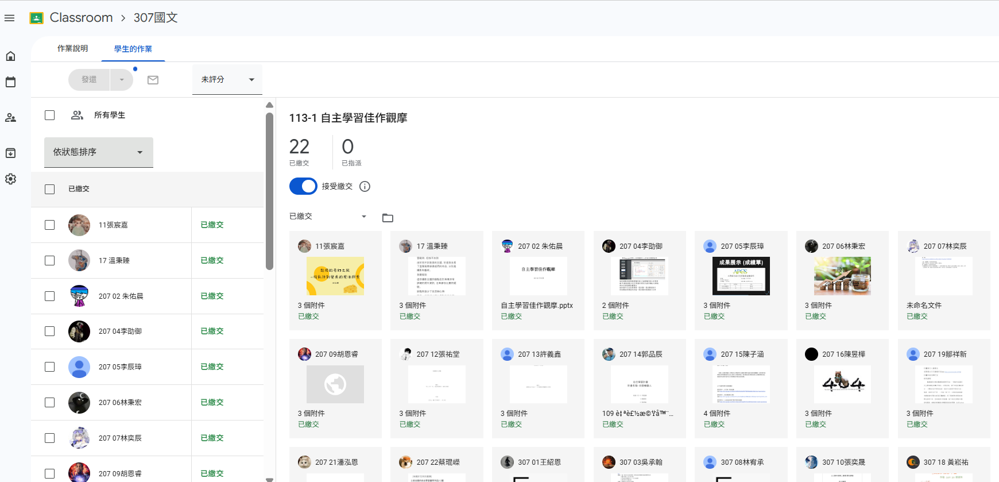 Classroom > 307國文
作業說明 學生的作業
發還 未評分
所有學生
依狀態排序
已繳交
11張宸嘉 已繳交
17 溫秉臻 已繳交
207 02 朱佑晨 已繳交
207 04李劭御 已繳交
207 05李辰璋 已繳交
207 06林秉宏 已繳交
207 07林奕辰 已繳交
207 09胡恩睿 已繳交
113-1 自主學習佳作觀摩
22 0
已繳交 已指派
接受繳交
已繳交
11張宸嘉
3 個附件
已繳交
17 溫秉臻
3 個附件
已繳交
207 02 朱佑晨
自主學習佳作觀摩
自主學習佳作觀摩.pptx
已繳交
207 04李劭御
2 個附件
已繳交
207 05李辰璋
成果展示 (成績單)
APCS
3 個附件
已繳交
207 06林秉宏
3 個附件
已繳交
207 07林奕辰
未命名文件
已繳交
207 09胡恩睿
3 個附件
已繳交
207 12張祐堂
3 個附件
已繳交
207 13許義鑫
3 個附件
已繳交
207 14郭品辰
自主學習計畫
109 è‡ªè£½æ©Ÿå™¨...
已繳交
207 15陳子涵
4 個附件
已繳交
207 16陳昱樺
404
3 個附件
已繳交
207 19鄒祥新
3 個附件
已繳交
207 21潘泓恩
207 22蔡琨嶸
307 01王紹恩
307 03吳承翰
307 08林宥承
307 10張奕晟
307 18 黃崧祐